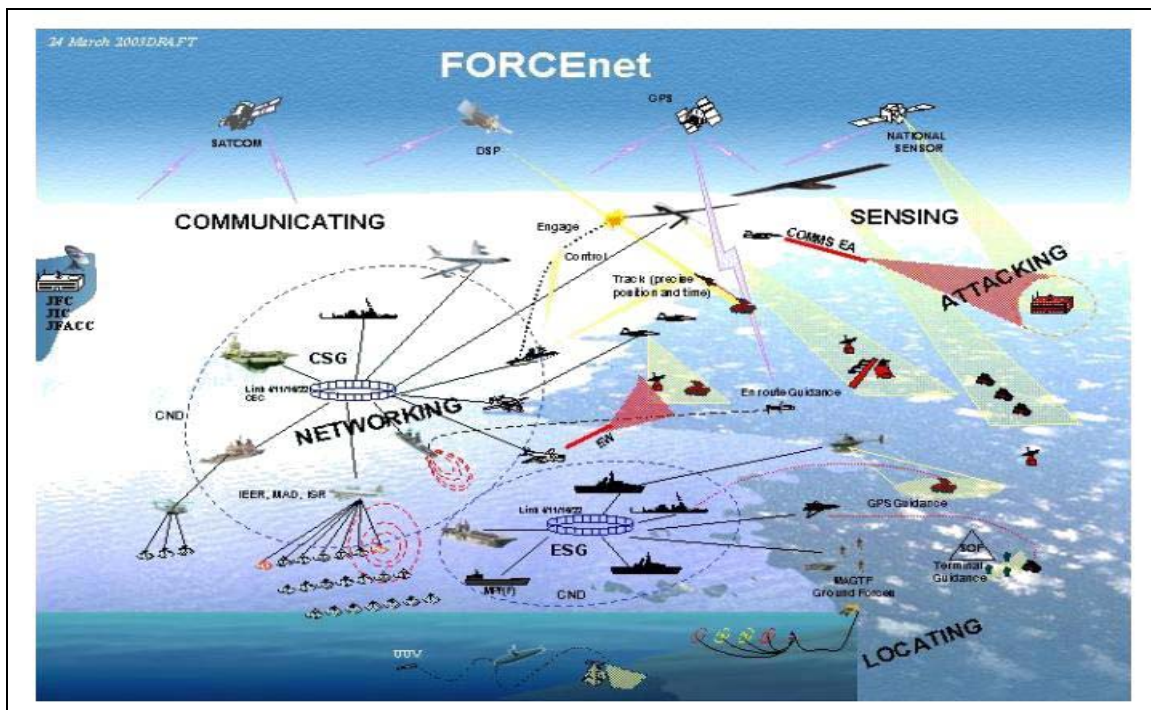 24 March 2003DRAFT
FORCEnet
SATCOM
DSP
GPS
NATIONAL
SENSOR
COMMUNICATING
SENSING
Engage
Control
COMMS EA
ATTACKING
Track (precise
position and time)
JFC
JIC
JFACC
CSG
Link 4/11/16/22
CEC
CND
NETWORKING
En route Guidance
EW
IEER, MAD, IGR
Link 4/11/16/22
GPS Guidance
ESG
SOF
Terminal
Guidance
MPF(F)
CND
MAGTF
Ground Forces
LOCATING
UUV